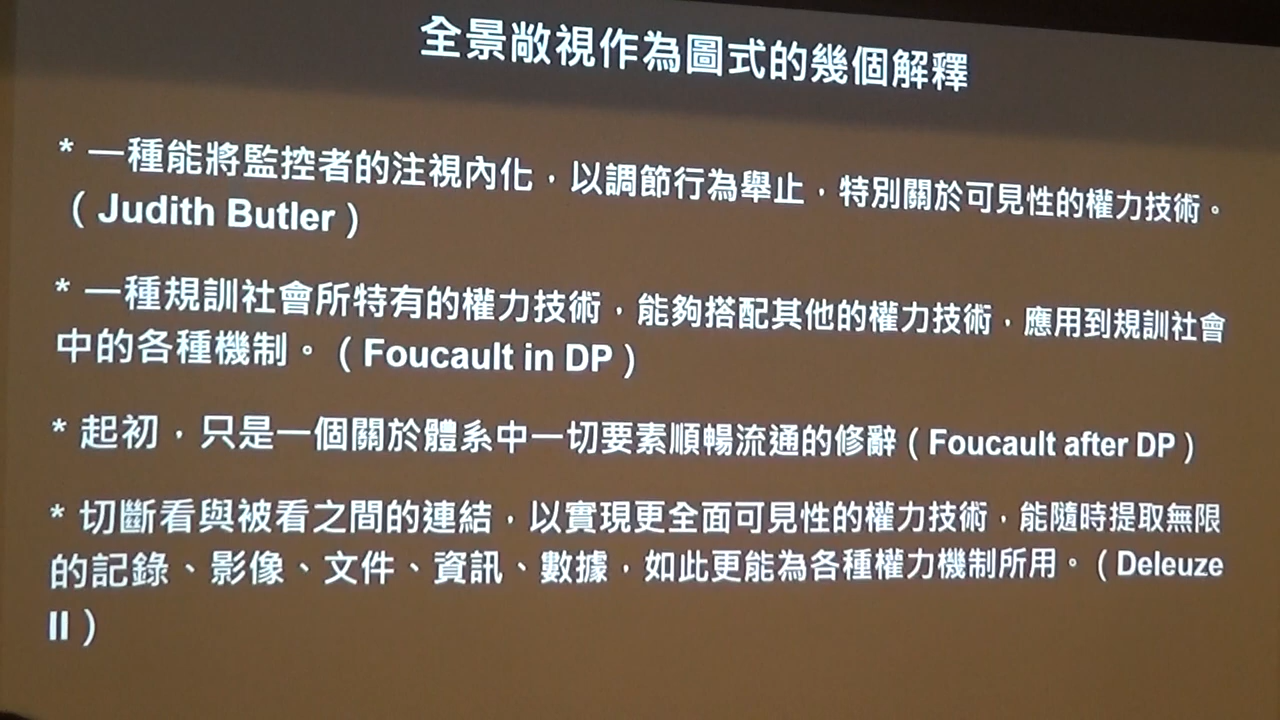 全景敞視作為圖式的幾個解釋
* 一種能將監控者的注視內化，以調節行為舉止，特別關於可見性的權力技術。
（Judith Butler）
* 一種規訓社會所特有的權力技術，能夠搭配其他的權力技術，應用到規訓社會
中的各種機制。（Foucault in DP）
* 起初，只是一個關於體系中一切要素順暢流通的修辭（Foucault after DP）
* 切斷看與被看之間的連結，以實現更全面可見性的權力技術，能隨時提取無限
的記錄、影像、文件、資訊、數據，如此更能為各種權力機制所用。（Deleuze
II）